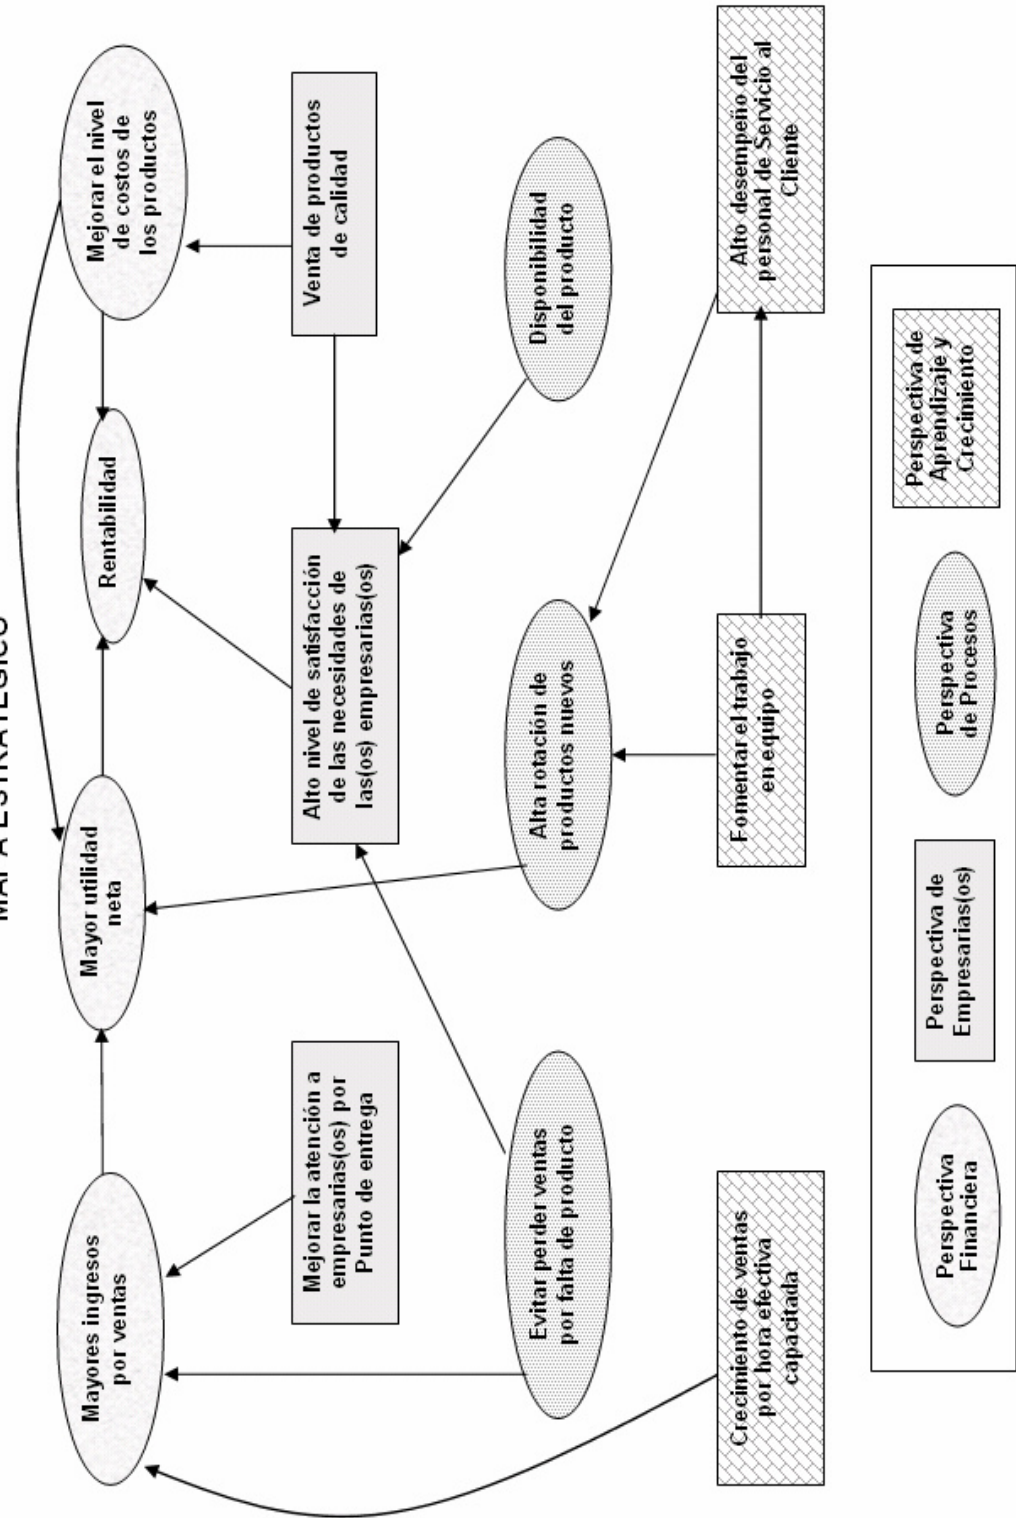 MAPA ESTRATÉGICO
Mayores ingresos
por ventas
Mayor utilidad
neta
Rentabilidad
Mejorar el nivel
de costos de
los productos
Mejorar la atención a
empresarias(os) por
Punto de entrega
Alto nivel de satisfacción
de las necesidades de
las(os) empresarias(os)
Venta de productos
de calidad
Evitar perder ventas
por falta de producto
Alta rotación de
productos nuevos
Disponibilidad
del producto
Crecimiento de ventas
por hora efectiva
capacitada
Fomentar el trabajo
en equipo
Alto desempeño del
personal de Servicio al
Cliente
Perspectiva
Financiera
Perspectiva de
Empresarias(os)
Perspectiva
de Procesos
Perspectiva de
Aprendizaje y
Crecimiento